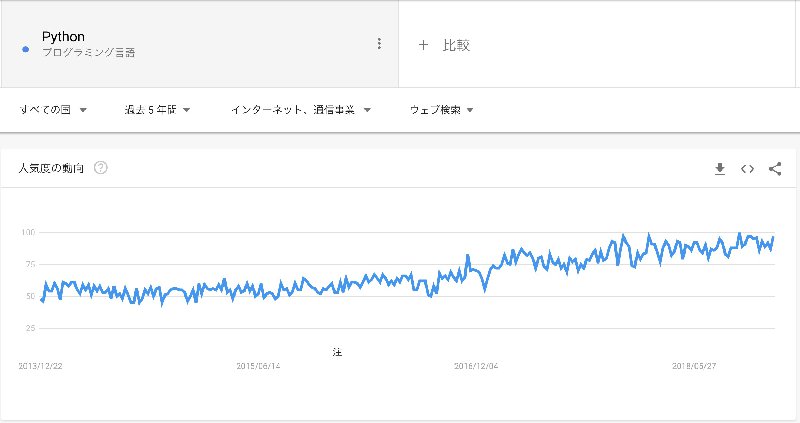 Python
プログラミング言語
+ 比較
すべての国
過去 5 年間
インターネット、通信事業
ウェブ検索
人気度の動向
?
100
75
50
25
注
2013/12/22
2015/06/14
2016/12/04
2018/05/27